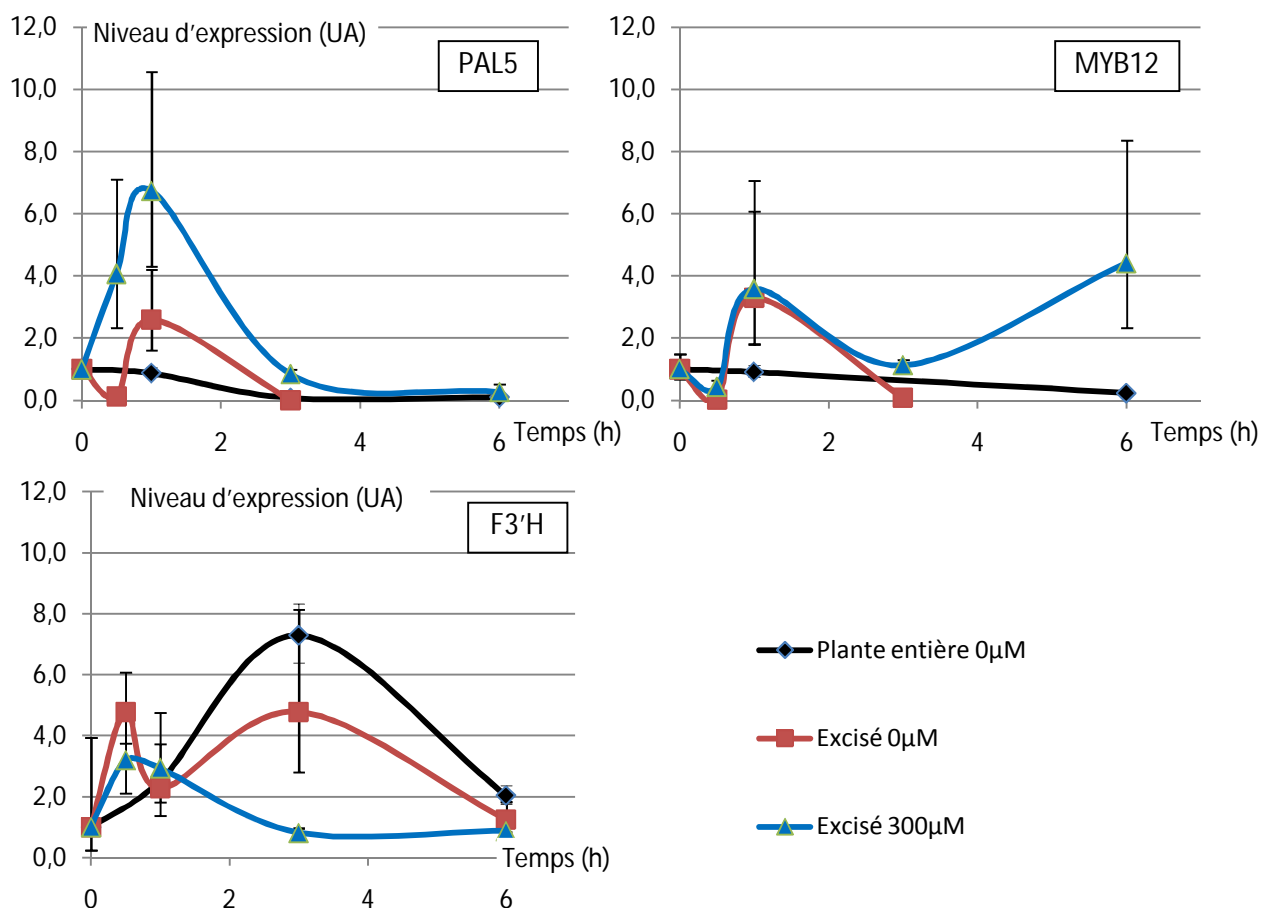 12,0
10,0
8,0
6,0
4,0
2,0
0,0
Niveau d'expression (UA)
PAL5
0 2 4 6
Temps (h)
12,0
10,0
8,0
6,0
4,0
2,0
0,0
MYB12
0 2 4 6
Temps (h)
12,0
10,0
8,0
6,0
4,0
2,0
0,0
Niveau d'expression (UA)
F3'H
0 2 4 6
Temps (h)
Plante entière 0µM
Excisé 0µM
Excisé 300µM